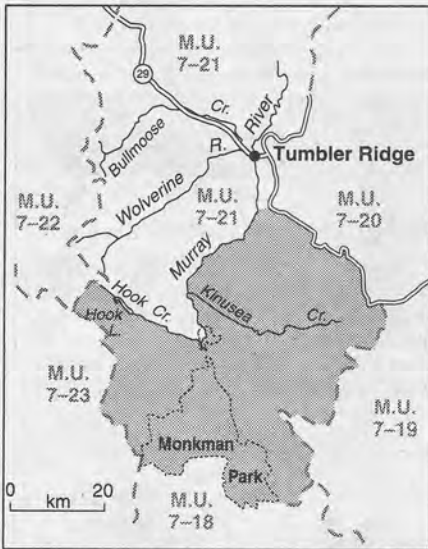 M.U.
7–21
29
Cr.
River
Bullmoose
R.
Tumbler Ridge
Wolverine
M.U.
7–21
M.U.
7–20
M.U.
7–22
Murray
Hook Cr.
Kinusea
Cr.
Hook
L.
M.U.
7–23
M.U.
7–19
Monkman
Park
0 20
km
M.U.
7–18